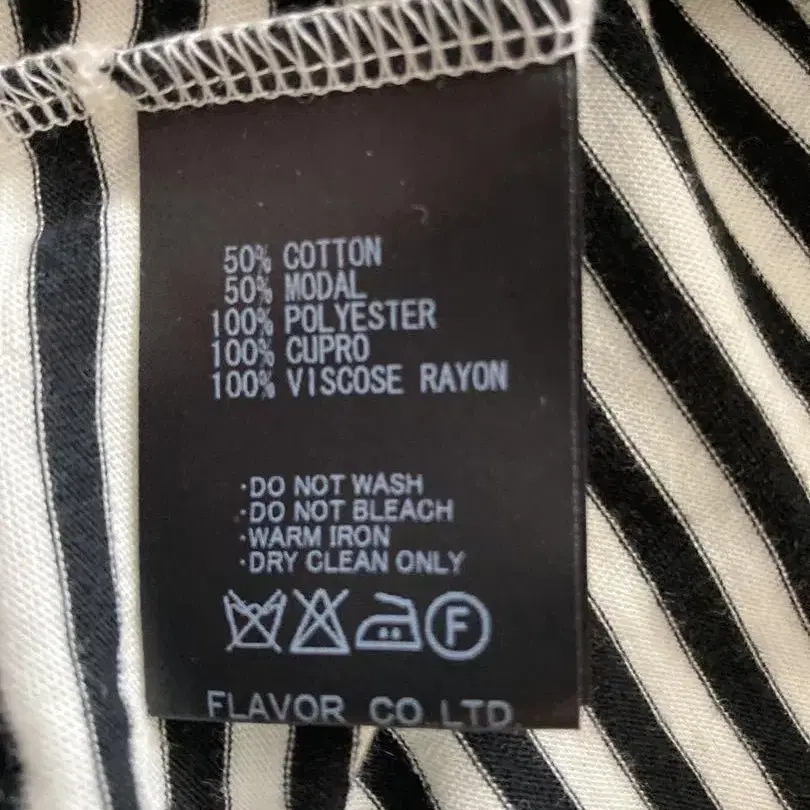 50% COTTON
50% MODAL
100% POLYESTER
100% CUPRO
100% VISCOSE RAYON
·DO NOT WASH
·DO NOT BLEACH
·WARM IRON
·DRY CLEAN ONLY
F
FLAVOR CO.,LTD.